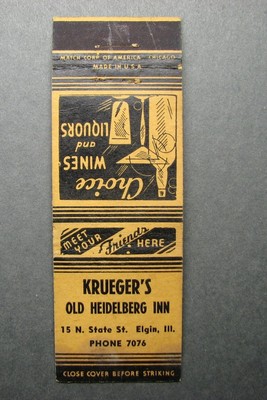 MATCH CORP. OF AMERICA, CHICAGO
MADE IN U.S.A.
Choice
WINES
and
LIQUORS
MEET YOUR Friends HERE
KRUEGER'S
OLD HEIDELBERG INN
15 N. State St. Elgin, Ill.
PHONE 7076
CLOSE COVER BEFORE STRIKING